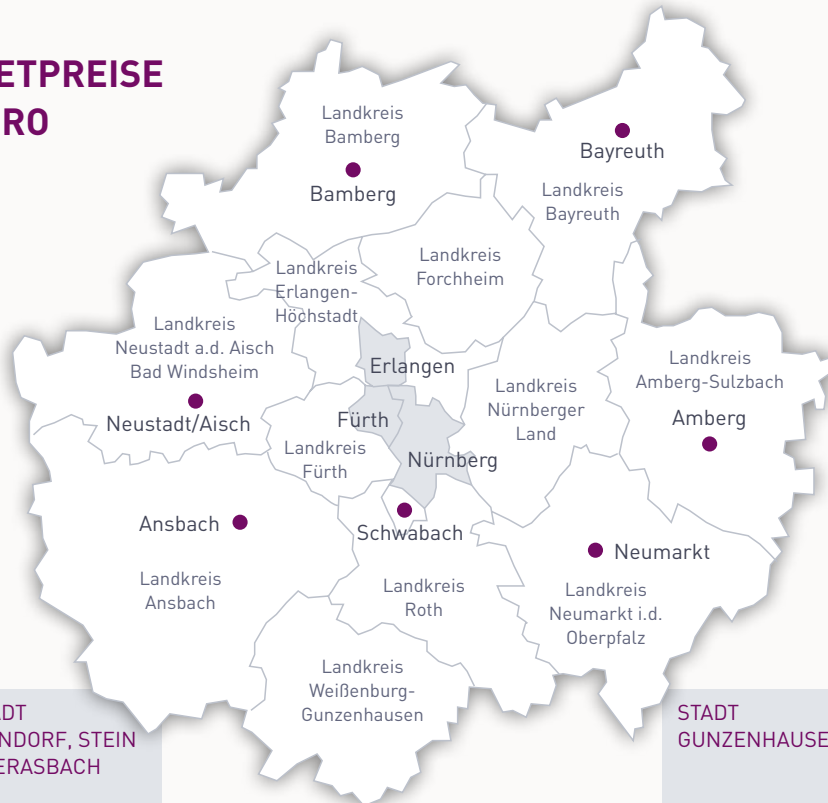 ETPREISE
RO
Landkreis
Bamberg
Bamberg
Bayreuth
Landkreis
Bayreuth
Landkreis
Forchheim
Landkreis
Erlangen-
Höchstadt
Landkreis
Neustadt a.d. Aisch
Bad Windsheim
Neustadt/Aisch
Erlangen
Landkreis
Nürnberger
Land
Landkreis
Amberg-Sulzbach
Amberg
Fürth
Landkreis
Fürth
Nürnberg
Ansbach
Landkreis
Ansbach
Schwabach
Landkreis
Roth
Neumarkt
Landkreis
Neumarkt i.d.
Oberpfalz
Landkreis
Weißenburg-
Gunzenhausen
ADT
NDORF, STEIN
ERASBACH
STADT
GUNZENHAUSE